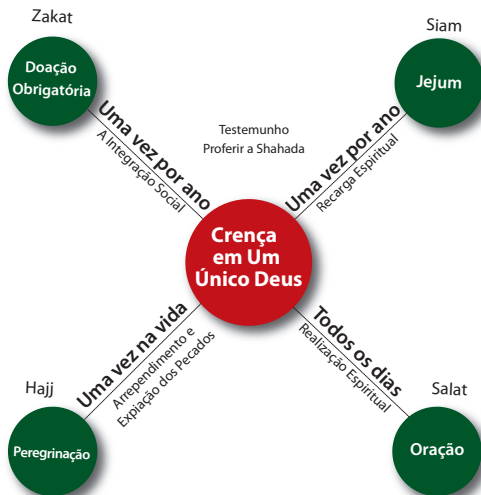 Zakat
Doação
Obrigatória
Uma vez por ano
A Integração Social
Siam
Jejum
Uma vez por ano
Recarga Espiritual
Testemunho
Proferir a Shahada
Crença
em Um
Único Deus
Uma vez na vida
Arrependimento e
Expiação dos Pecados
Hajj
Peregrinação
Todos os dias
Realização Espiritual
Salat
Oração